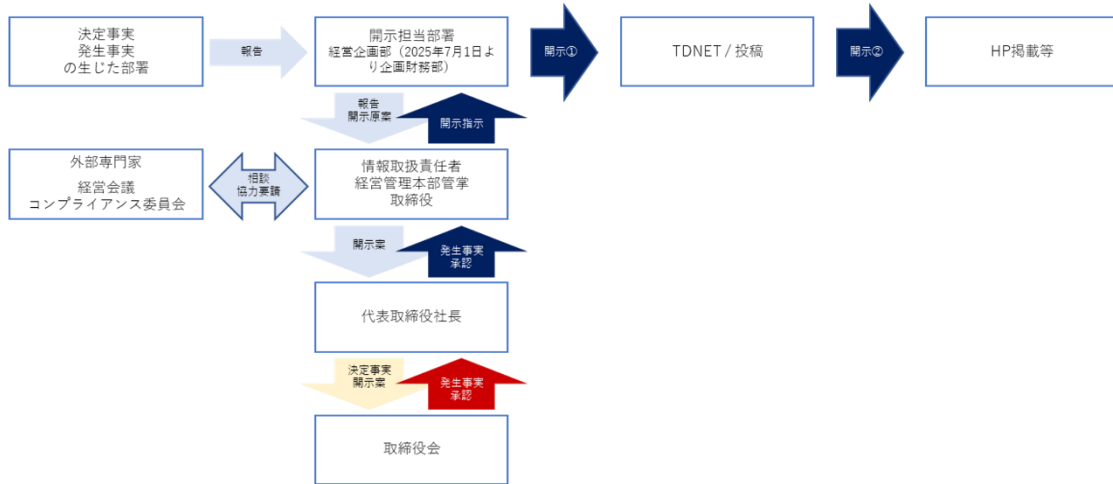 決定事実
発生事実
の生じた部署
報告
開示担当部署
経営企画部（2025年7月1日よ
り企画財務部）
開示①
TDNET / 投稿
開示②
HP掲載等
報告
開示原案
開示指示
外部専門家
経営会議
コンプライアンス委員会
相談
協力要請
情報取扱責任者
経営管理本部管掌
取締役
開示案
発生事実
承認
代表取締役社長
決定事実
開示案
発生事実
承認
取締役会